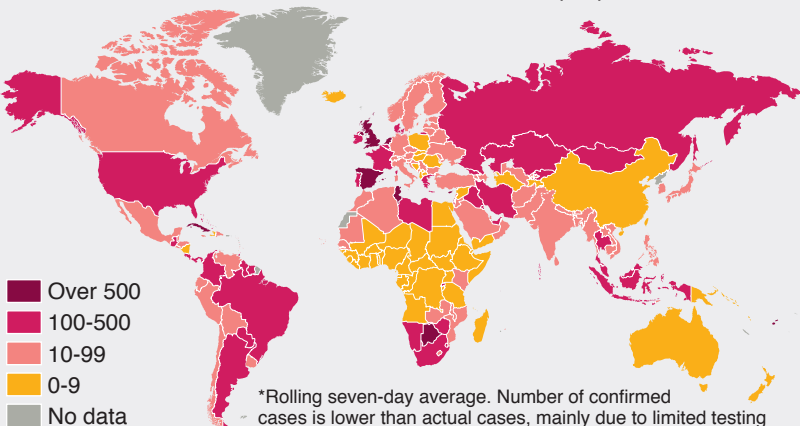 Over 500
100-500
10-99
0-9
No data
*Rolling seven-day average. Number of confirmed
cases is lower than actual cases, mainly due to limited testing